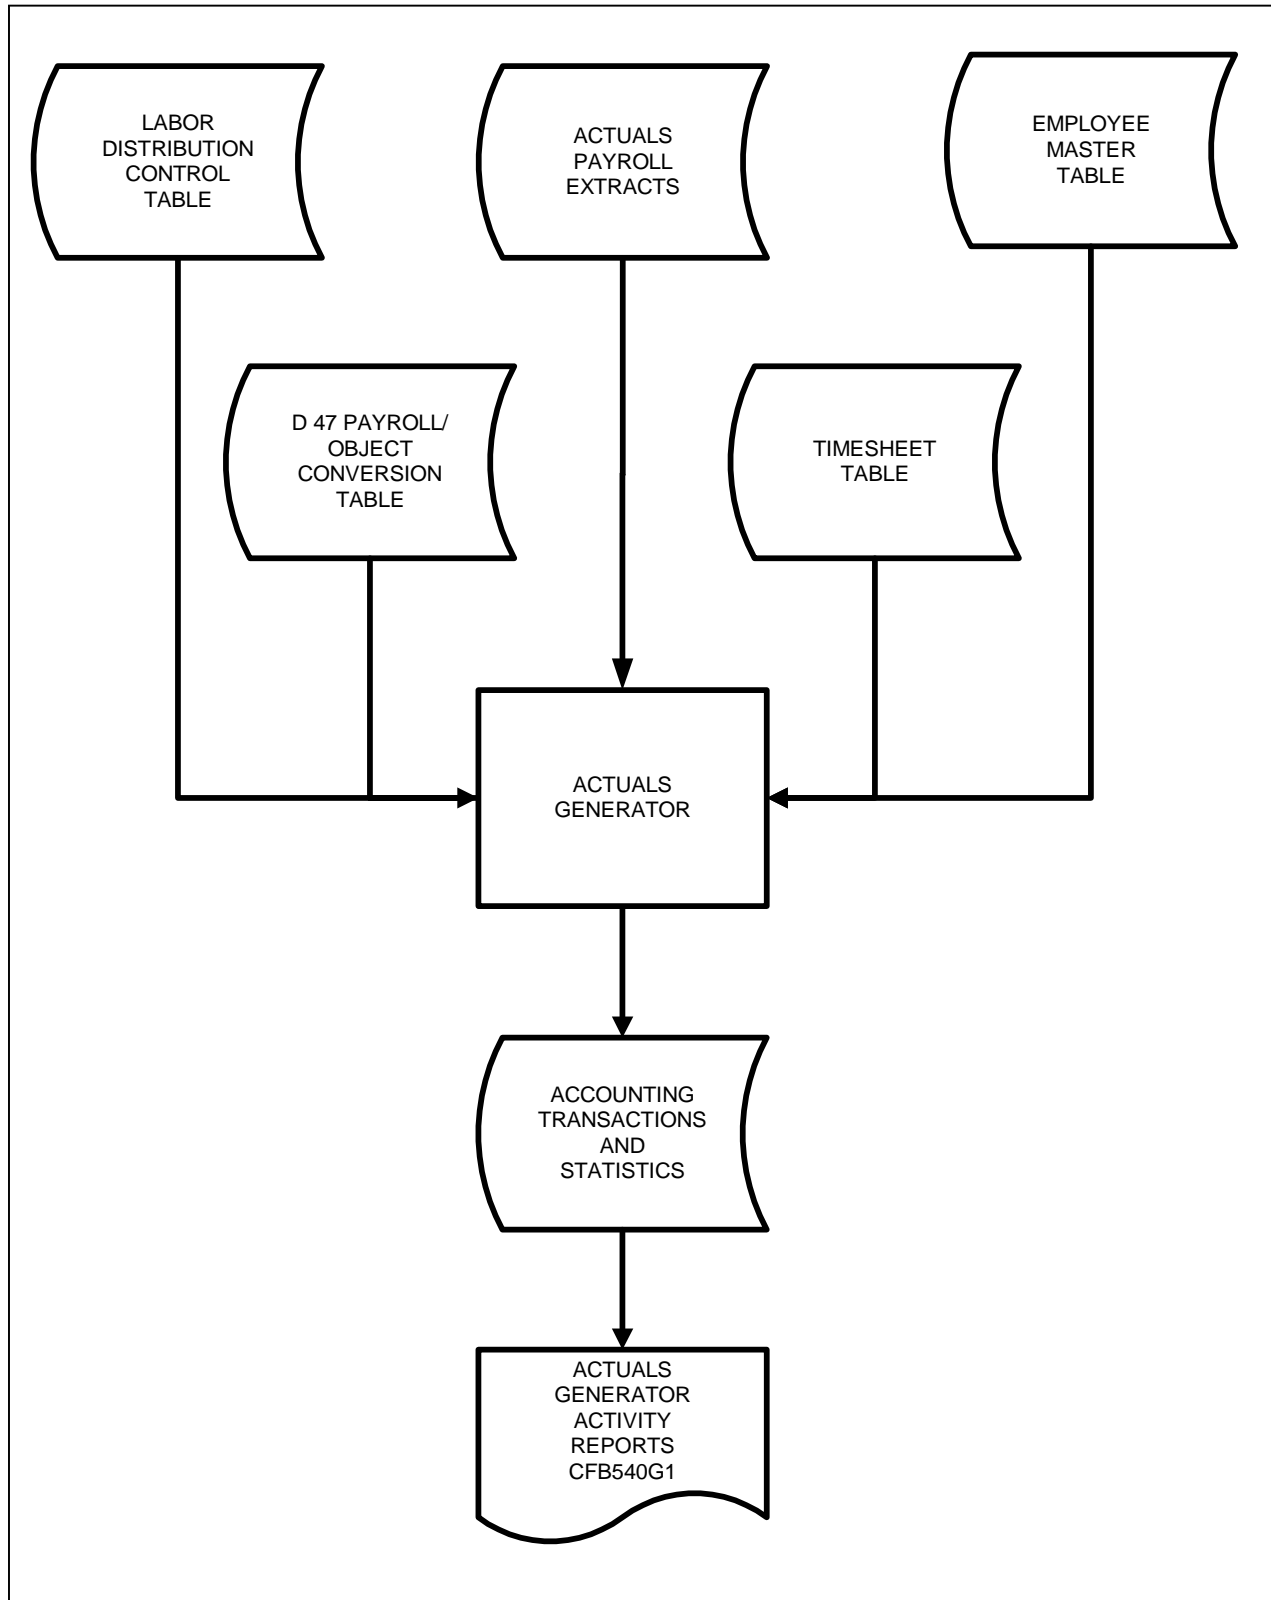 LABOR
DISTRIBUTION
CONTROL
TABLE
ACTUALS
PAYROLL
EXTRACTS
EMPLOYEE
MASTER
TABLE
D 47 PAYROLL/
OBJECT
CONVERSION
TABLE
TIMESHEET
TABLE
ACTUALS
GENERATOR
ACCOUNTING
TRANSACTIONS
AND
STATISTICS
ACTUALS
GENERATOR
ACTIVITY
REPORTS
CFB540G1